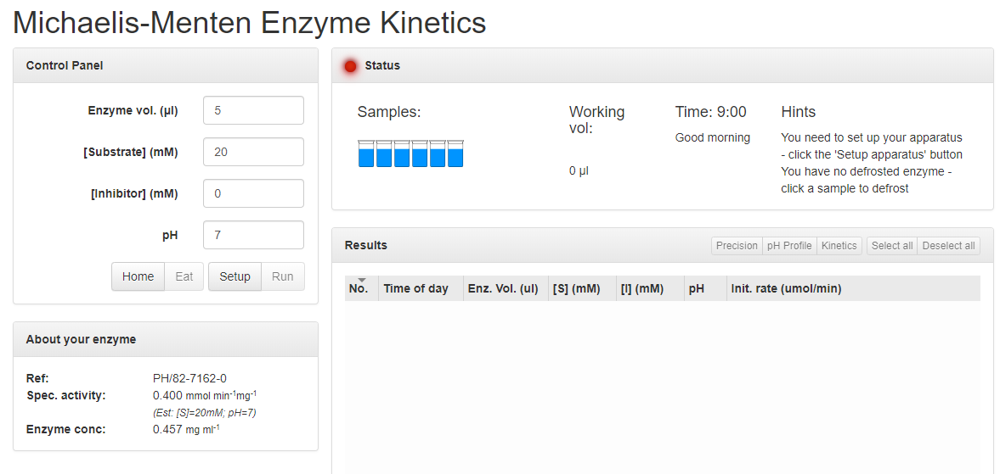 Michaelis-Menten Enzyme Kinetics
Control Panel
Enzyme vol. (µl) 5
[Substrate] (mM) 20
[Inhibitor] (mM) 0
pH 7
Home Eat Setup Run
About your enzyme
Ref: PH/82-7162-0
Spec. activity: 0.400 mmol min⁻¹mg⁻¹
(Est: [S]=20mM; pH=7)
Enzyme conc: 0.457 mg ml⁻¹
Status
Samples:
Working
vol:
0 µl
Time: 9:00
Good morning
Hints
You need to set up your apparatus
- click the 'Setup apparatus' button
You have no defrosted enzyme -
click a sample to defrost
Results Precision pH Profile Kinetics Select all Deselect all
No. Time of day Enz. Vol. (ul) [S] (mM) [I] (mM) pH Init. rate (umol/min)